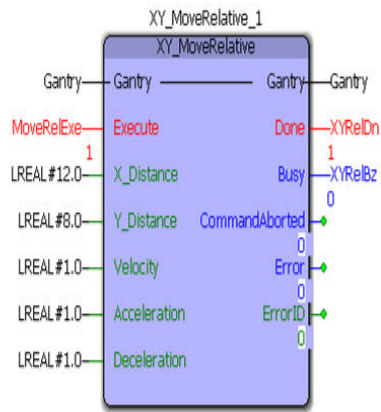 XY_MoveRelative_1
XY_MoveRelative
Gantry Gantry Gantry Gantry
MoveRelExe Execute Done XYRelDn
1 1
LREAL#12.0 X_Distance Busy XYRelBz
0
LREAL#8.0 Y_Distance CommandAborted
0
LREAL#1.0 Velocity Error
0
LREAL#1.0 Acceleration ErrorID
0
LREAL#1.0 Deceleration